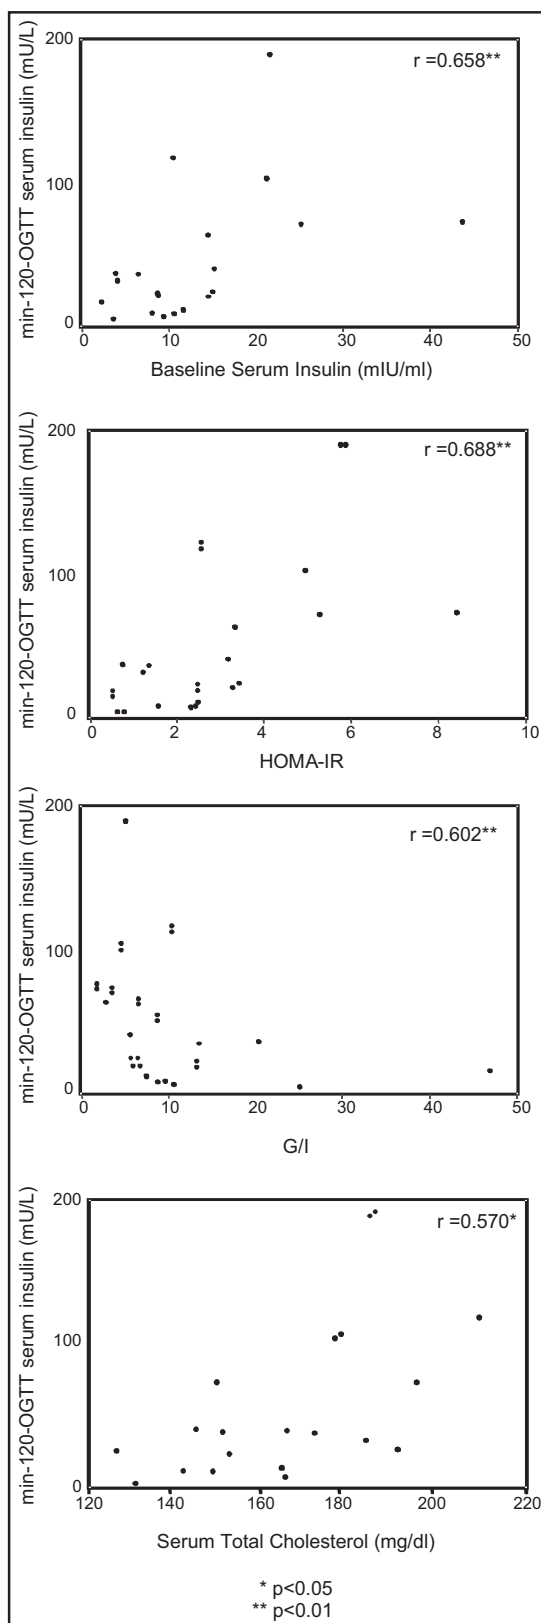 min-120-OGTT serum insulin (mU/L)
200
100
0
r =0.658**
0 10 20 30 40 50
Baseline Serum Insulin (mIU/ml)
min-120-OGTT serum insulin (mU/L)
200
100
0
r =0.688**
0 2 4 6 8 10
HOMA-IR
min-120-OGTT serum insulin (mU/L)
200
100
0
r =0.602**
0 10 20 30 40 50
G/I
min-120-OGTT serum insulin (mU/L)
200
100
0
r =0.570*
120 140 160 180 200 220
Serum Total Cholesterol (mg/dl)
* p<0.05
** p<0.01